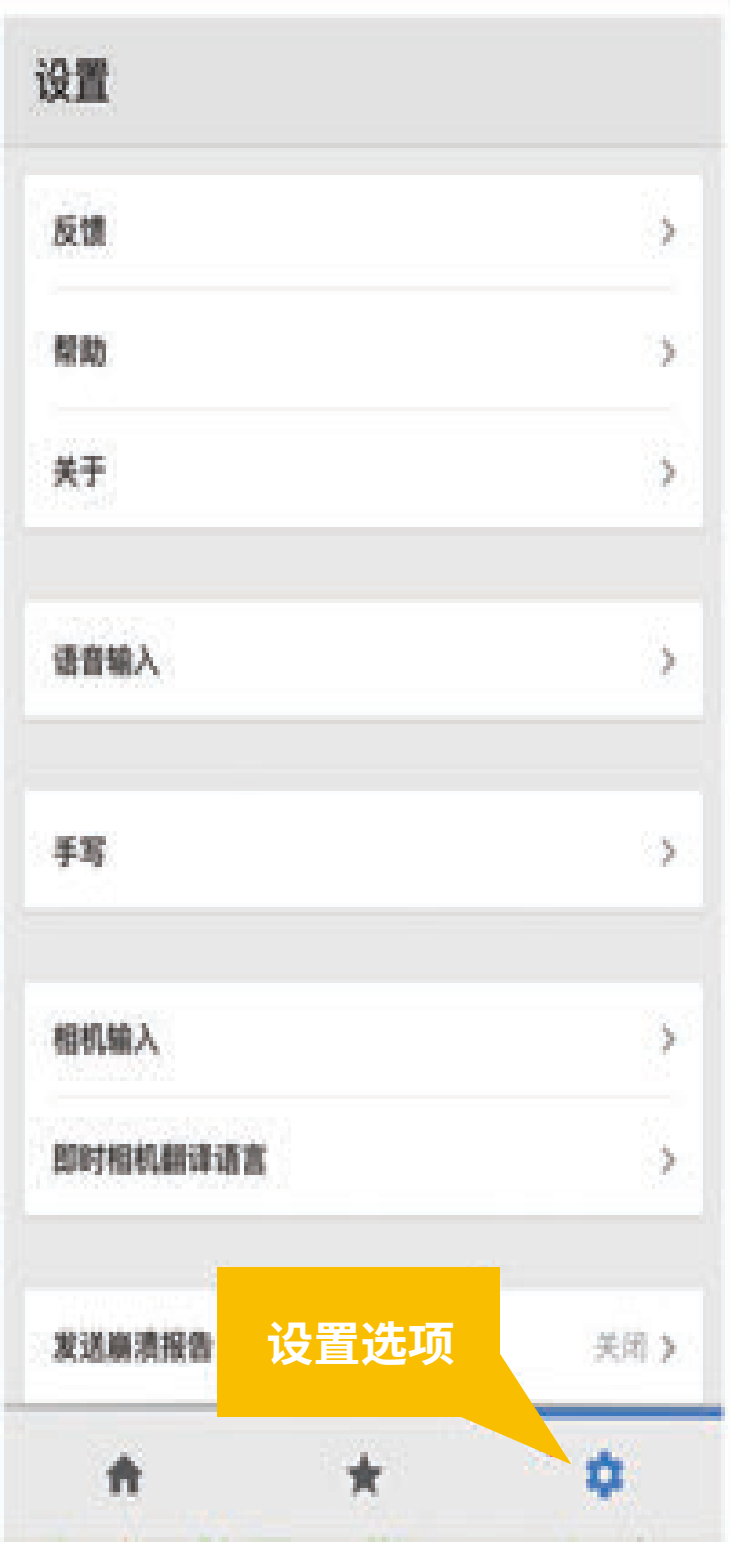 设置
反馈
帮助
关于
语音输入
手写
相机输入
即时相机翻译语言
发送崩溃报告
设置选项
关闭